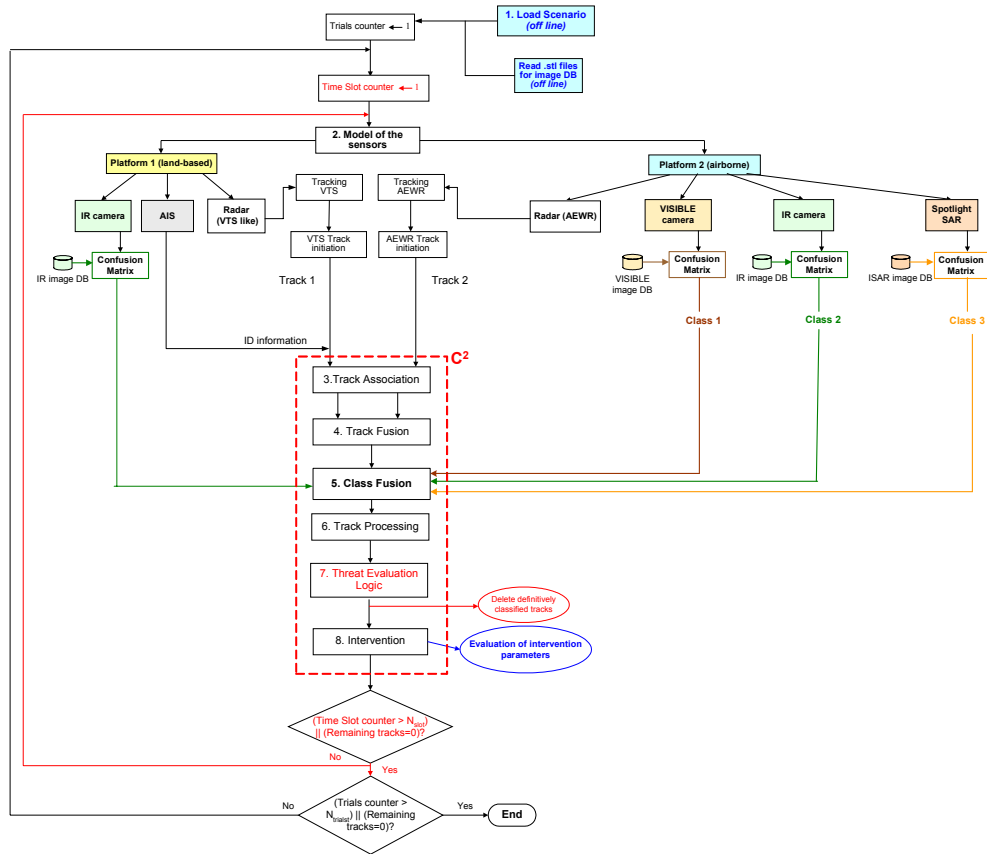 1. Load Scenario
(off line)
Trials counter ← 1
Read .stl files
for image DB
(off line)
Time Slot counter ← 1
2. Model of the
sensors
Platform 1 (land-based)
Platform 2 (airborne)
IR camera
AIS
Radar
(VTS like)
Tracking
VTS
Tracking
AEWR
Radar (AEWR)
VISIBLE
camera
IR camera
Spotlight
SAR
VTS Track
initiation
AEWR Track
initiation
Confusion
Matrix
IR image DB
Track 1
Track 2
Confusion
Matrix
VISIBLE
image DB
Confusion
Matrix
IR image DB
Confusion
Matrix
ISAR image DB
Class 1
Class 2
Class 3
ID information
C²
3.Track Association
4. Track Fusion
5. Class Fusion
6. Track Processing
7. Threat Evaluation
Logic
Delete definitively
classified tracks
8. Intervention
Evaluation of intervention
parameters
(Time Slot counter > Nslot)
|| (Remaining tracks=0)?
No
Yes
(Trials counter >
Ntrialst) || (Remaining
tracks=0)?
No
Yes
End